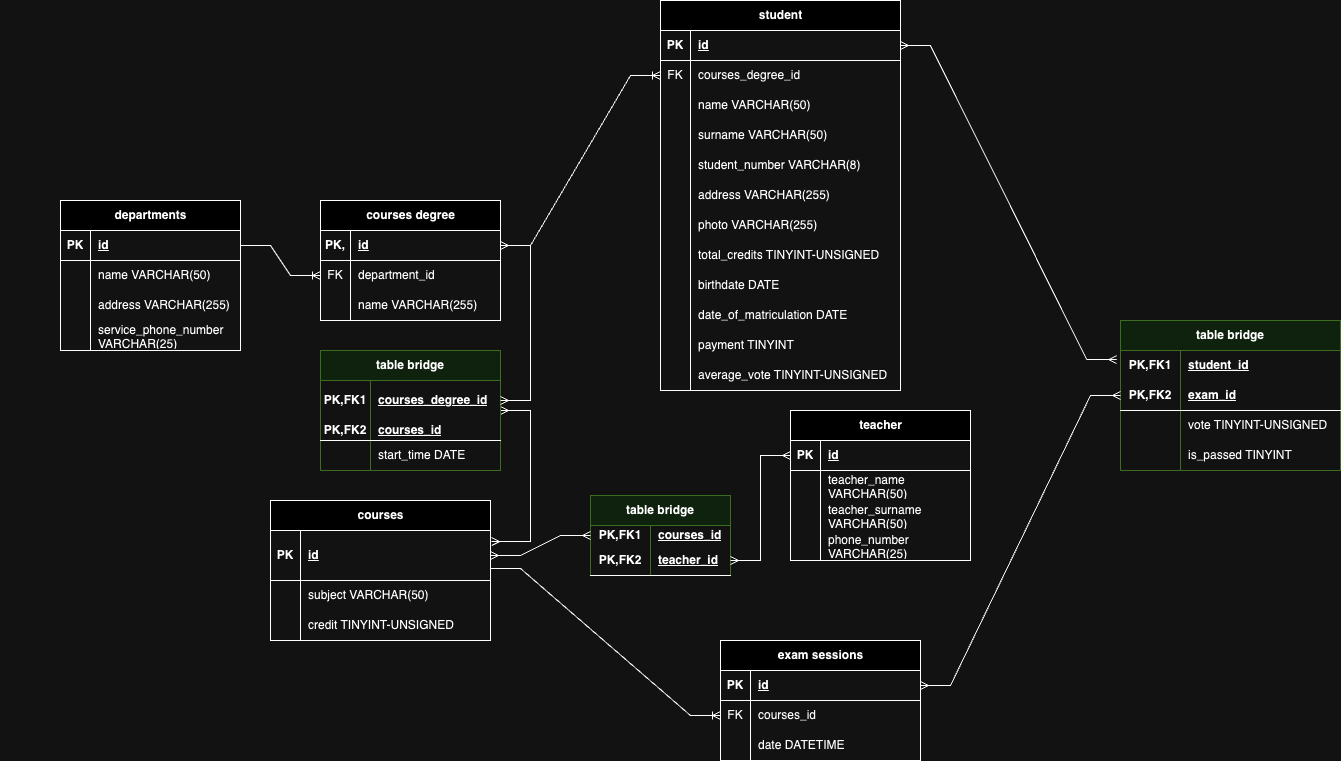 student
PK id
FK courses_degree_id
name VARCHAR(50)
surname VARCHAR(50)
student_number VARCHAR(8)
address VARCHAR(255)
photo VARCHAR(255)
total_credits TINYINT-UNSIGNED
birthdate DATE
date_of_matriculation DATE
payment TINYINT
average_vote TINYINT-UNSIGNED
departments
PK id
name VARCHAR(50)
address VARCHAR(255)
service_phone_number
VARCHAR(25)
courses degree
PK, id
FK department_id
name VARCHAR(255)
table bridge
PK,FK1 courses_degree_id
PK,FK2 courses_id
start_time DATE
table bridge
PK,FK1 student_id
PK,FK2 exam_id
vote TINYINT-UNSIGNED
is_passed TINYINT
teacher
PK id
teacher_name
VARCHAR(50)
teacher_surname
VARCHAR(50)
phone_number
VARCHAR(25)
courses
PK id
subject VARCHAR(50)
credit TINYINT-UNSIGNED
table bridge
PK,FK1 courses_id
PK,FK2 teacher_id
exam sessions
PK id
FK courses_id
date DATETIME